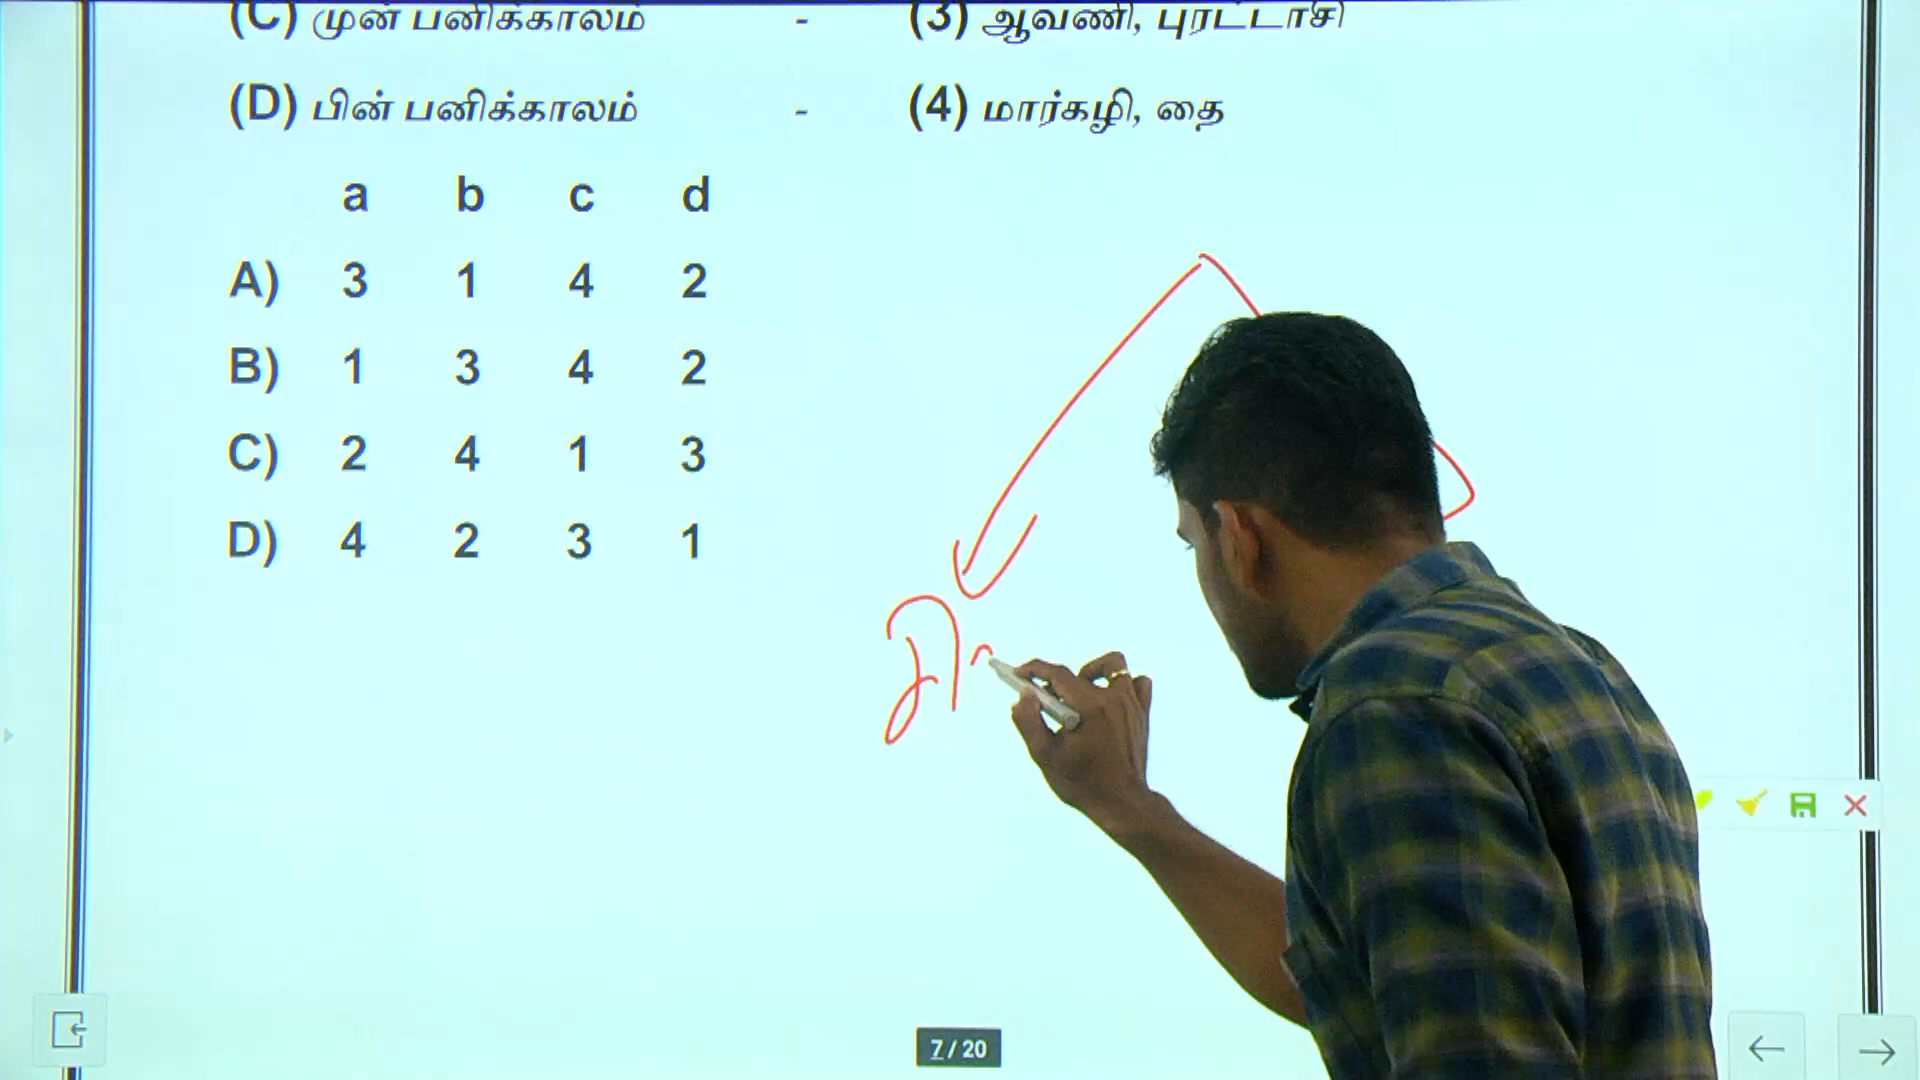 (C) முன் பனிக்காலம் - (3) ஆவணி, புரட்டாசி
(D) பின் பனிக்காலம் - (4) மார்கழி, தை
a b c d
A) 3 1 4 2
B) 1 3 4 2
C) 2 4 1 3
D) 4 2 3 1
7 / 20